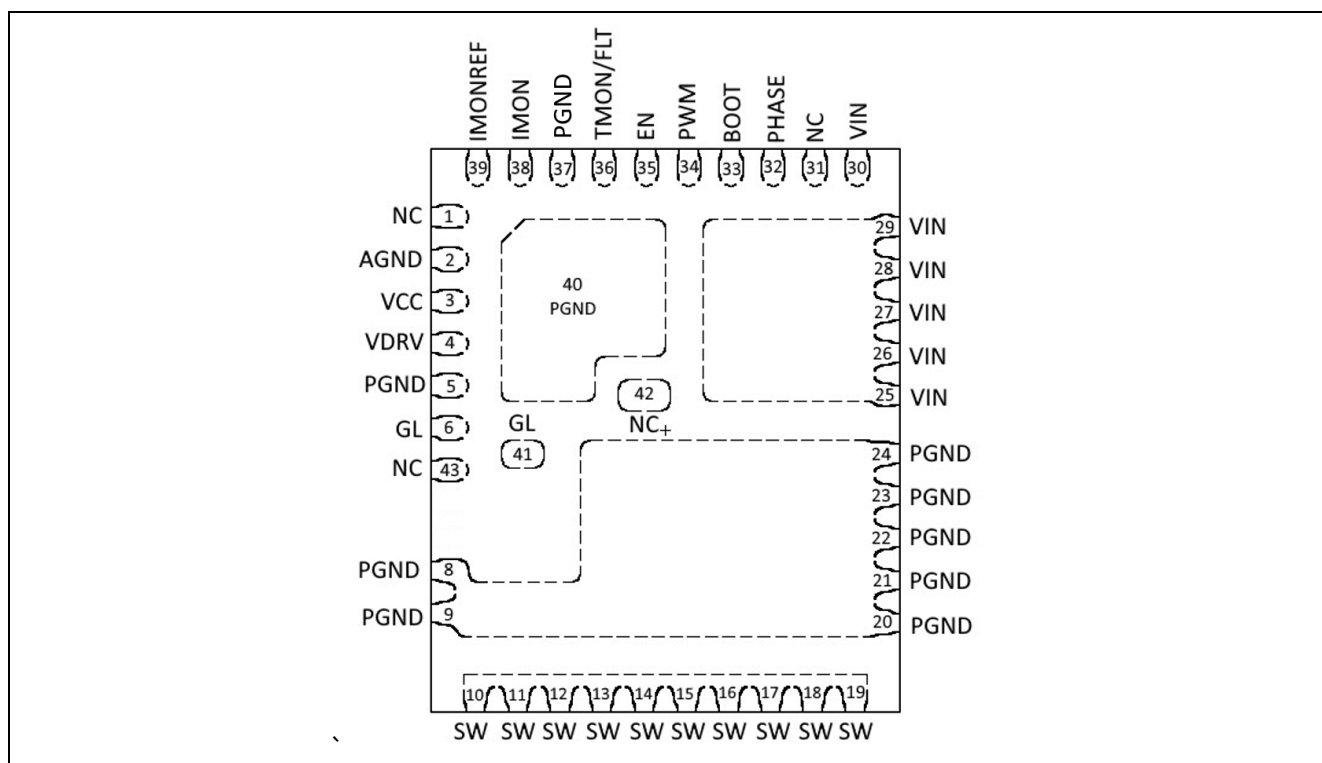 IMONREF
IMON
PGND
TMON/FLT
EN
PWM
BOOT
PHASE
NC
VIN
39 38 37 36 35 34 33 32 31 30
NC 1
AGND 2
VCC 3
VDRV 4
PGND 5
GL 6
NC 43
PGND 8
PGND 9
40
PGND
42
NC+
GL
41
29 VIN
28 VIN
27 VIN
26 VIN
25 VIN
24 PGND
23 PGND
22 PGND
21 PGND
20 PGND
10 11 12 13 14 15 16 17 18 19
SW SW SW SW SW SW SW SW SW SW